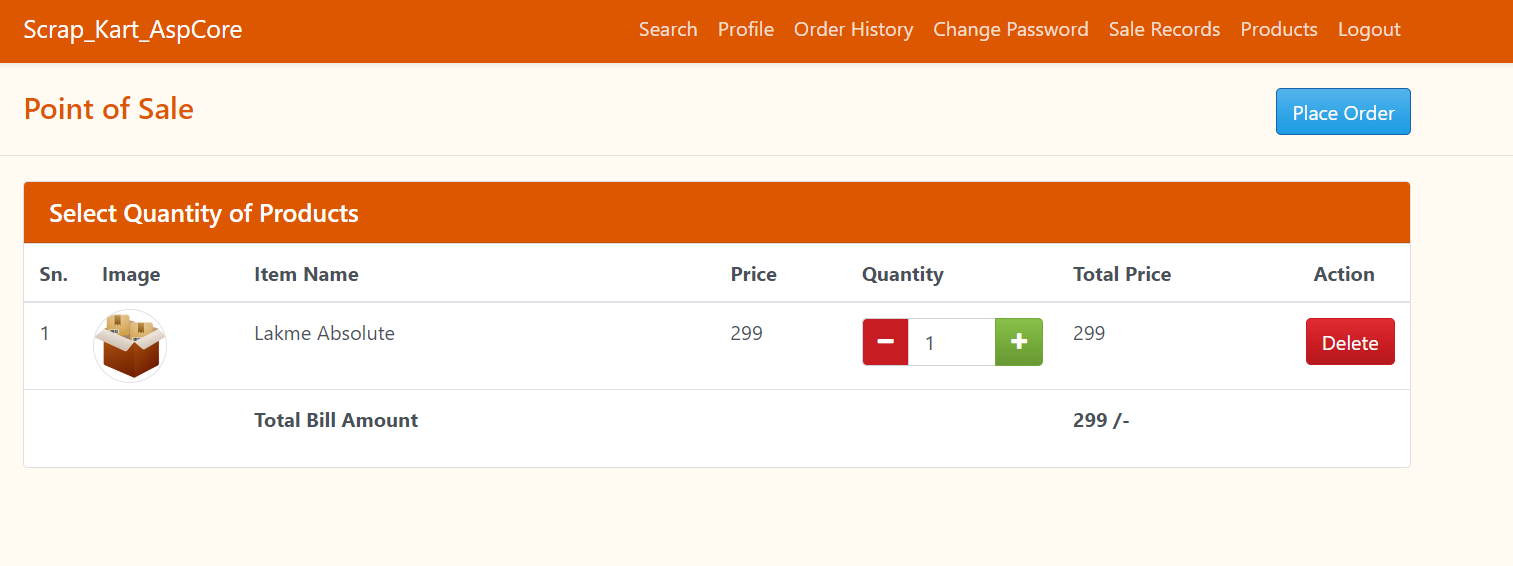 Scrap_Kart_AspCore Search Profile Order History Change Password Sale Records Products Logout
Point of Sale Place Order
Select Quantity of Products
Sn. Image Item Name Price Quantity Total Price Action
1 Lakme Absolute 299 1 299 Delete
Total Bill Amount 299 /-